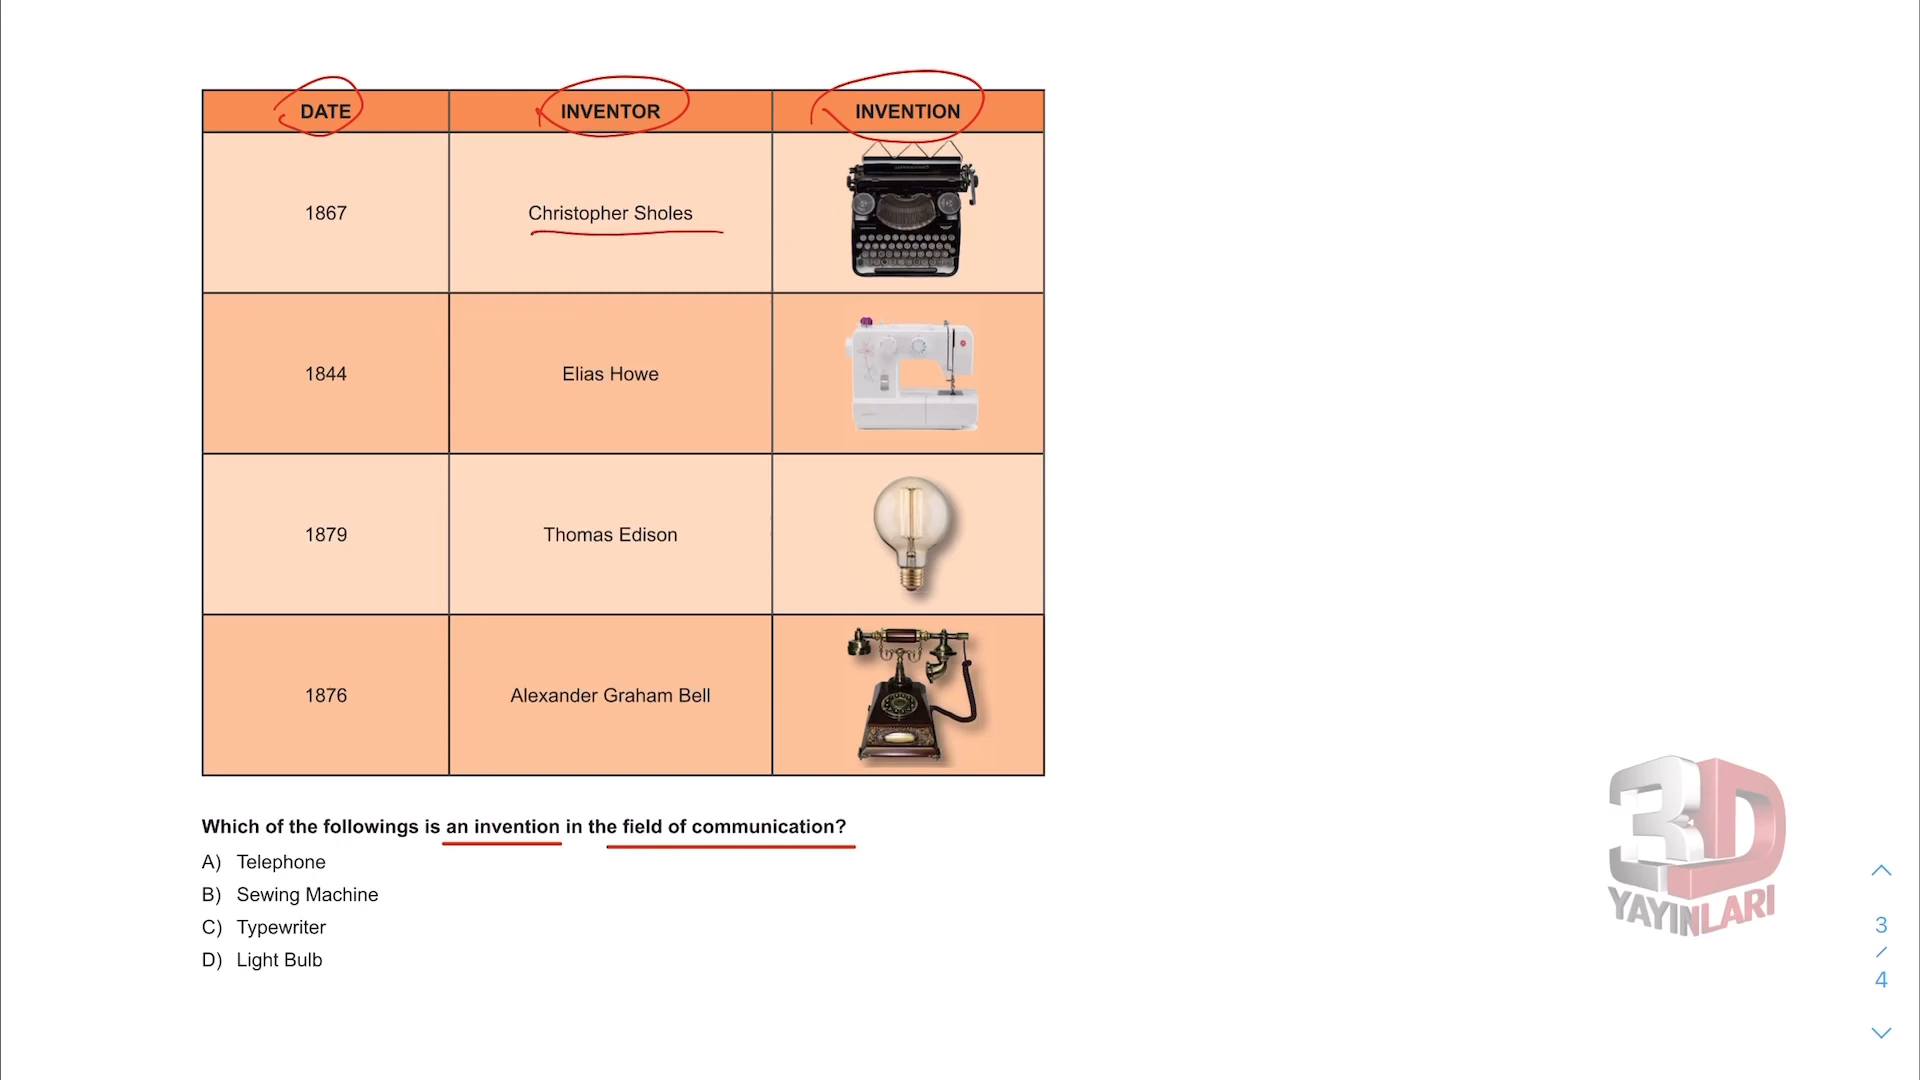 DATE INVENTOR INVENTION
1867 Christopher Sholes
1844 Elias Howe
1879 Thomas Edison
1876 Alexander Graham Bell
Which of the followings is an invention in the field of communication?
A) Telephone
B) Sewing Machine
C) Typewriter
D) Light Bulb
3D
YAYINLARI
3
/
4